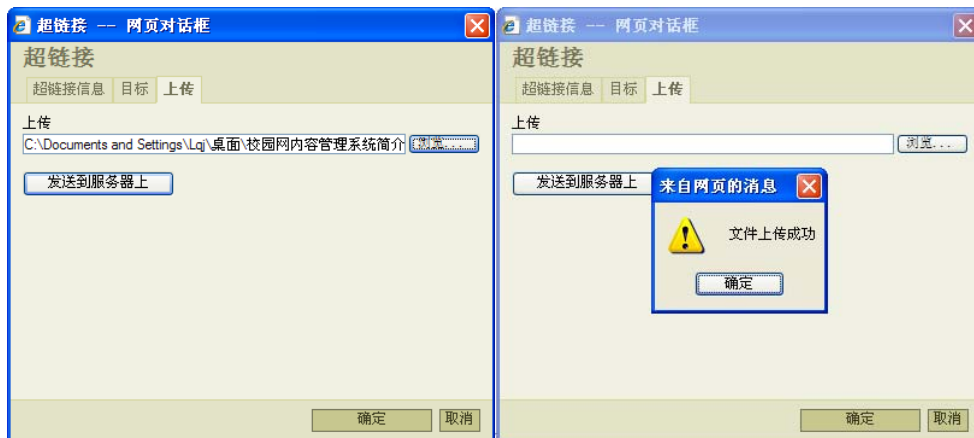 超链接 -- 网页对话框
超链接
超链接信息 目标 上传
上传
C:\Documents and Settings\Lqj\桌面\校园网内容管理系统简介 浏览...
发送到服务器上
确定 取消
超链接 -- 网页对话框
超链接
超链接信息 目标 上传
上传
浏览...
发送到服务器上
来自网页的消息
文件上传成功
确定
确定 取消